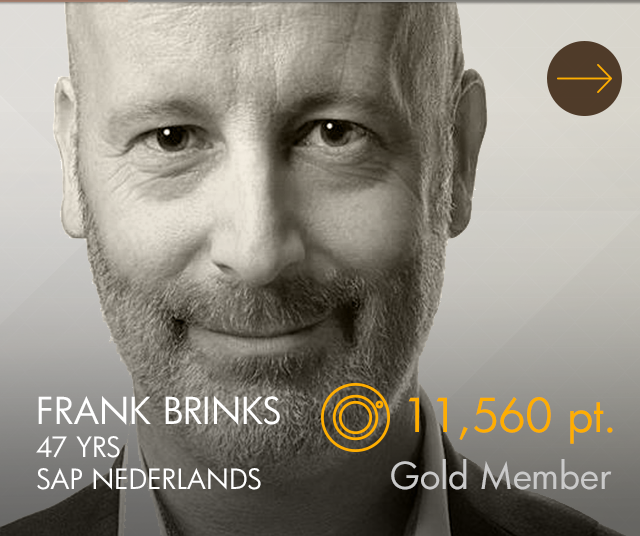 FRANK BRINKS
47 YRS
SAP NEDERLANDS
11,560 pt.
Gold Member